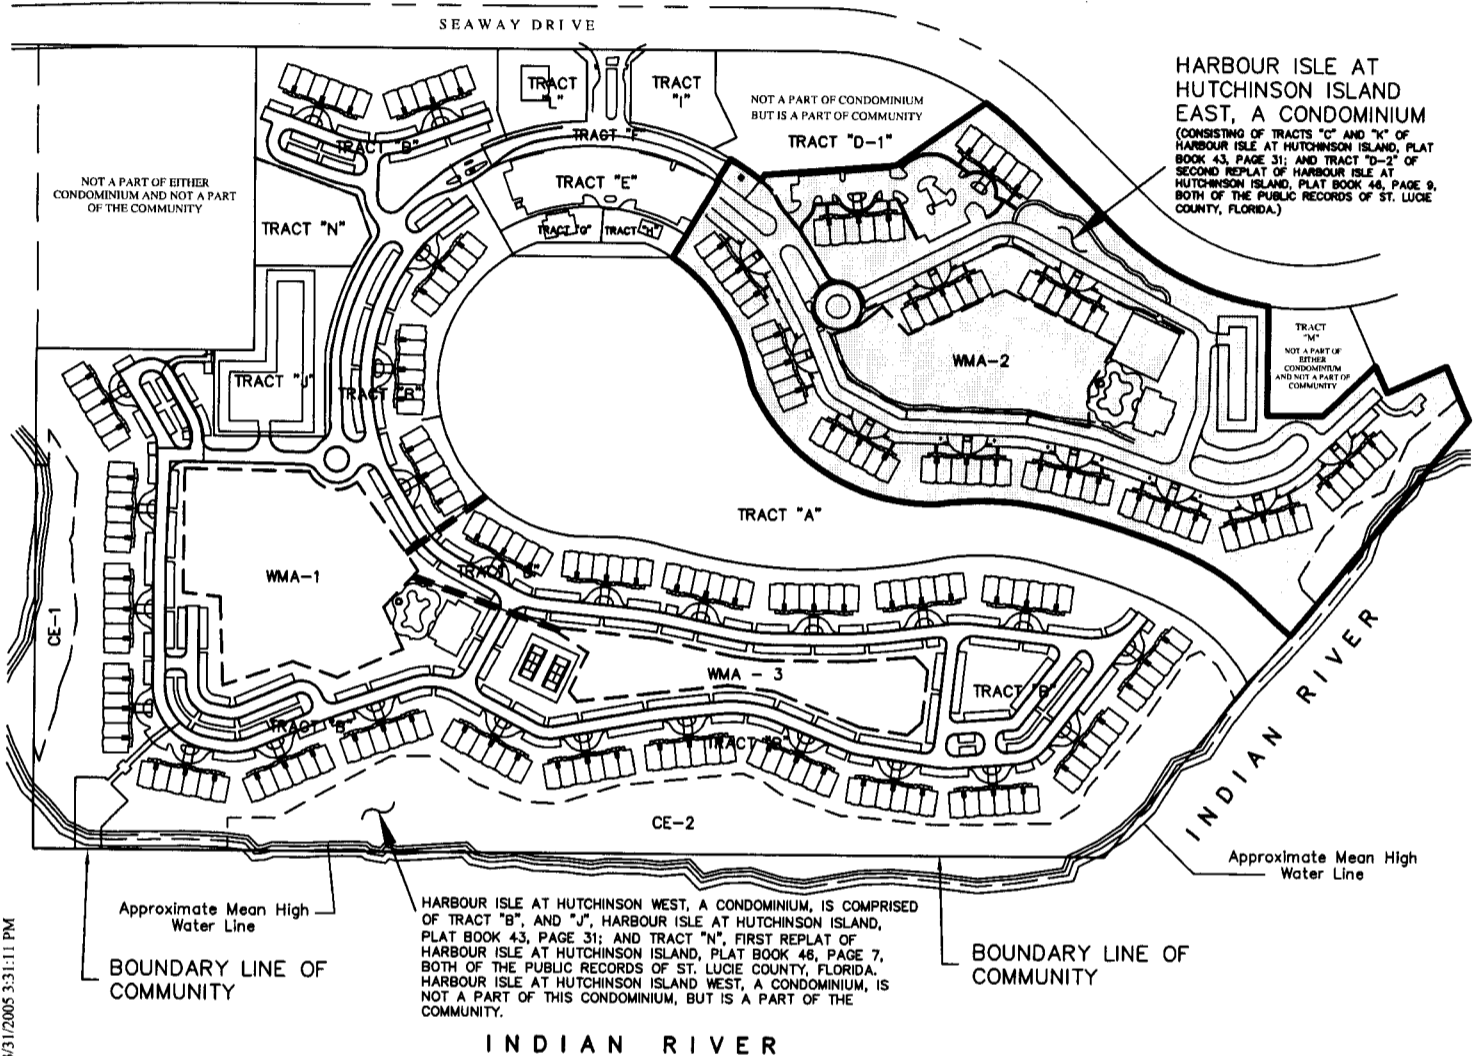 SEAWAY DRIVE
HARBOUR ISLE AT
HUTCHINSON ISLAND
EAST, A CONDOMINIUM
(CONSISTING OF TRACTS "C" AND "K" OF
HARBOUR ISLE AT HUTCHINSON ISLAND, PLAT
BOOK 43, PAGE 31; AND TRACT "D-2" OF
SECOND REPLAT OF HARBOUR ISLE AT
HUTCHINSON ISLAND, PLAT BOOK 46, PAGE 9,
BOTH OF THE PUBLIC RECORDS OF ST. LUCIE
COUNTY, FLORIDA.)
TRACT
"L"
TRACT
"I"
NOT A PART OF CONDOMINIUM
BUT IS A PART OF COMMUNITY
TRACT "D-1"
TRACT "F"
TRACT "B"
NOT A PART OF EITHER
CONDOMINIUM AND NOT A PART
OF THE COMMUNITY
TRACT "E"
TRACT "N"
TRACT "G"
TRACT "H"
TRACT
"M"
NOT A PART OF
EITHER
CONDOMINIUM
AND NOT A PART OF
COMMUNITY
WMA-2
TRACT "J"
TRACT "B"
TRACT "A"
WMA-1
CE-1
WMA - 3
TRACT "B"
TRACT "B"
INDIAN RIVER
CE-2
Approximate Mean High
Water Line
Approximate Mean High
Water Line
BOUNDARY LINE OF
COMMUNITY
HARBOUR ISLE AT HUTCHINSON WEST, A CONDOMINIUM, IS COMPRISED
OF TRACT "B", AND "J", HARBOUR ISLE AT HUTCHINSON ISLAND,
PLAT BOOK 43, PAGE 31; AND TRACT "N", FIRST REPLAT OF
HARBOUR ISLE AT HUTCHINSON ISLAND, PLAT BOOK 46, PAGE 7,
BOTH OF THE PUBLIC RECORDS OF ST. LUCIE COUNTY, FLORIDA.
HARBOUR ISLE AT HUTCHINSON ISLAND WEST, A CONDOMINIUM, IS
NOT A PART OF THIS CONDOMINIUM, BUT IS A PART OF THE
COMMUNITY.
BOUNDARY LINE OF
COMMUNITY
INDIAN RIVER
/31/2005 3:31:11 PM